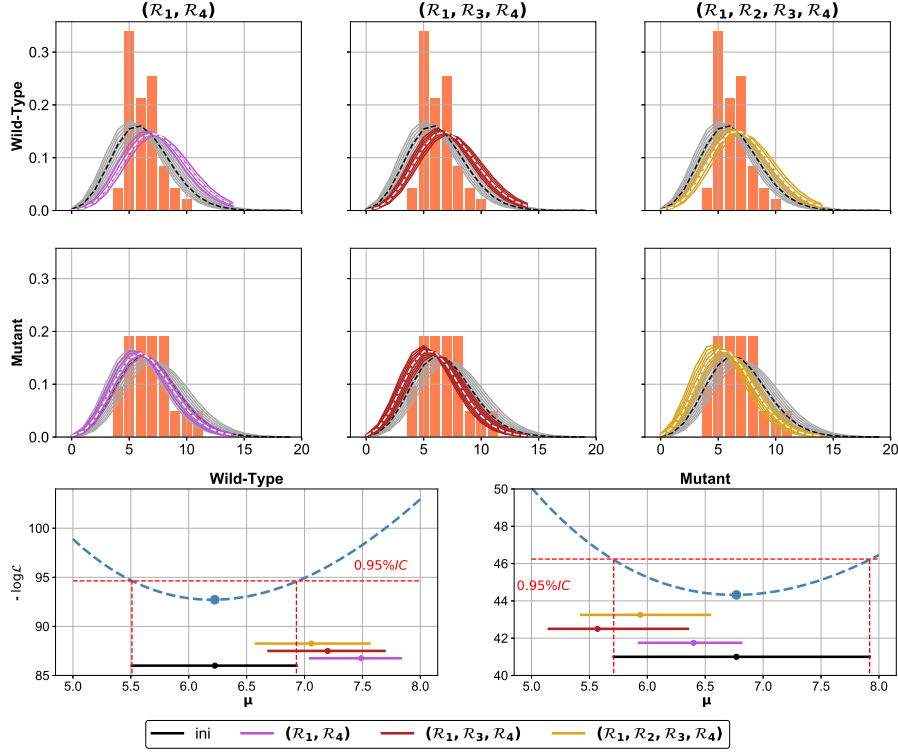 (ℛ₁, ℛ₄)
(ℛ₁, ℛ₃, ℛ₄)
(ℛ₁, ℛ₂, ℛ₃, ℛ₄)
Wild-Type
0.3
0.2
0.1
0.0
Mutant
0.3
0.2
0.1
0.0
0 5 10 15 20
0 5 10 15 20
0 5 10 15 20
Wild-Type
- logℒ
100
95
90
85
0.95%IC
5.0 5.5 6.0 6.5 7.0 7.5 8.0
μ
Mutant
50
48
46
44
42
40
0.95%IC
5.0 5.5 6.0 6.5 7.0 7.5 8.0
μ
ini (ℛ₁, ℛ₄) (ℛ₁, ℛ₃, ℛ₄) (ℛ₁, ℛ₂, ℛ₃, ℛ₄)